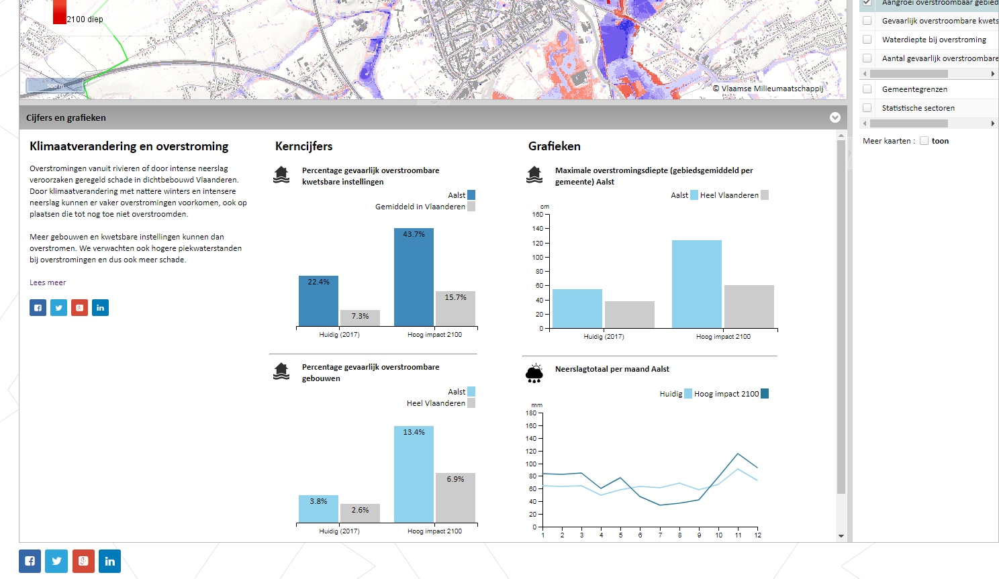 2100 diep
500 m
© Vlaamse Milieumaatschappij
Aangroei overstroombaar gebied
Gevaarlijk overstroombare kwets
Waterdiepte bij overstroming
Aantal gevaarlijk overstroombare
Gemeentegrenzen
Statistische sectoren
Meer kaarten : toon
Cijfers en grafieken
Klimaatverandering en overstroming
Overstromingen vanuit rivieren of door intense neerslag
veroorzaken geregeld schade in dichtbebouwd Vlaanderen.
Door klimaatverandering met nattere winters en intensere
neerslag kunnen er vaker overstromingen voorkomen, ook op
plaatsen die tot nog toe niet overstroomden.
Meer gebouwen en kwetsbare instellingen kunnen dan
overstromen. We verwachten ook hogere piekwaterstanden
bij overstromingen en dus ook meer schade.
Lees meer
Kerncijfers
Percentage gevaarlijk overstroombare
kwetsbare instellingen
Aalst
Gemiddeld in Vlaanderen
43.7%
22.4%
15.7%
7.3%
Huidig (2017) Hoog impact 2100
Percentage gevaarlijk overstroombare
gebouwen
Aalst
Heel Vlaanderen
13.4%
6.9%
3.8%
2.6%
Huidig (2017) Hoog impact 2100
Grafieken
Maximale overstromingsdiepte (gebiedsgemiddeld per
gemeente) Aalst
Aalst Heel Vlaanderen
cm
160
140
120
100
80
60
40
20
0
Huidig (2017) Hoog impact 2100
Neerslagtotaal per maand Aalst
Huidig Hoog impact 2100
mm
180
160
140
120
100
80
60
40
20
0
1 2 3 4 5 6 7 8 9 10 11 12